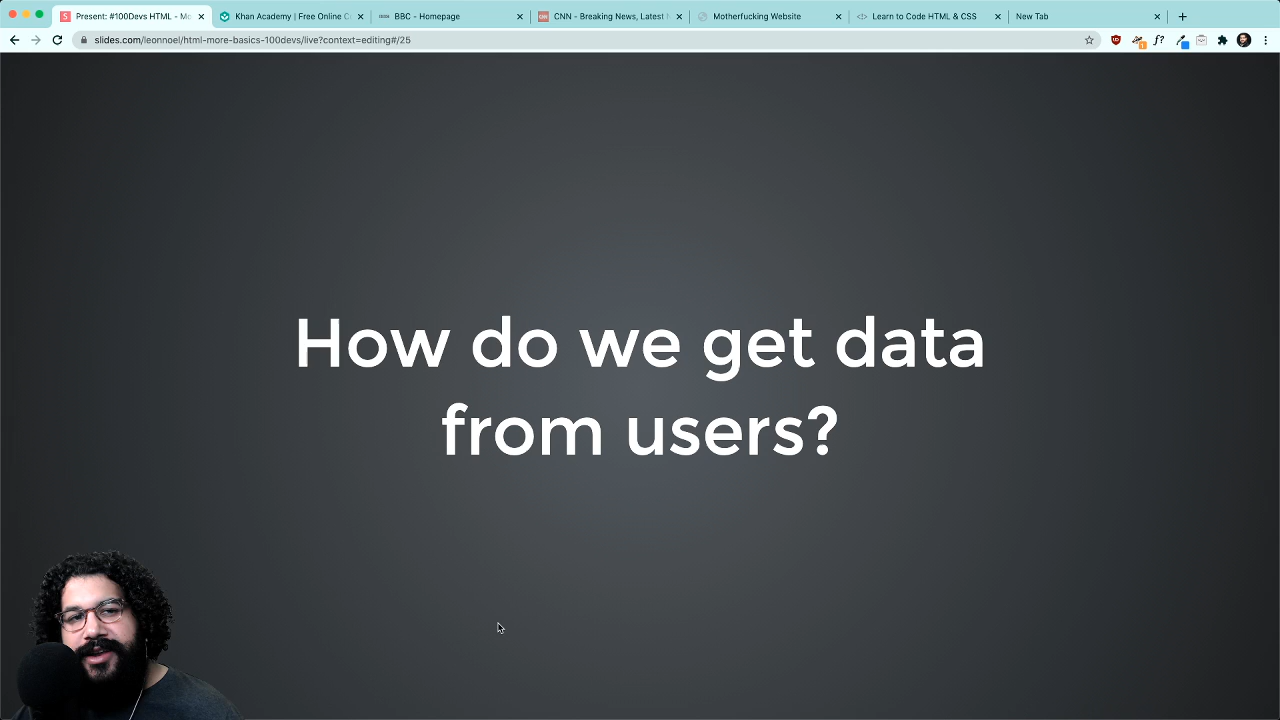 Present: #100Devs HTML - Mo
Khan Academy | Free Online C
BBC - Homepage
CNN - Breaking News, Latest N
Motherfucking Website
Learn to Code HTML & CSS
New Tab
slides.com/leonnoel/html-more-basics-100devs/live?context=editing#/25
f?
How do we get data
from users?